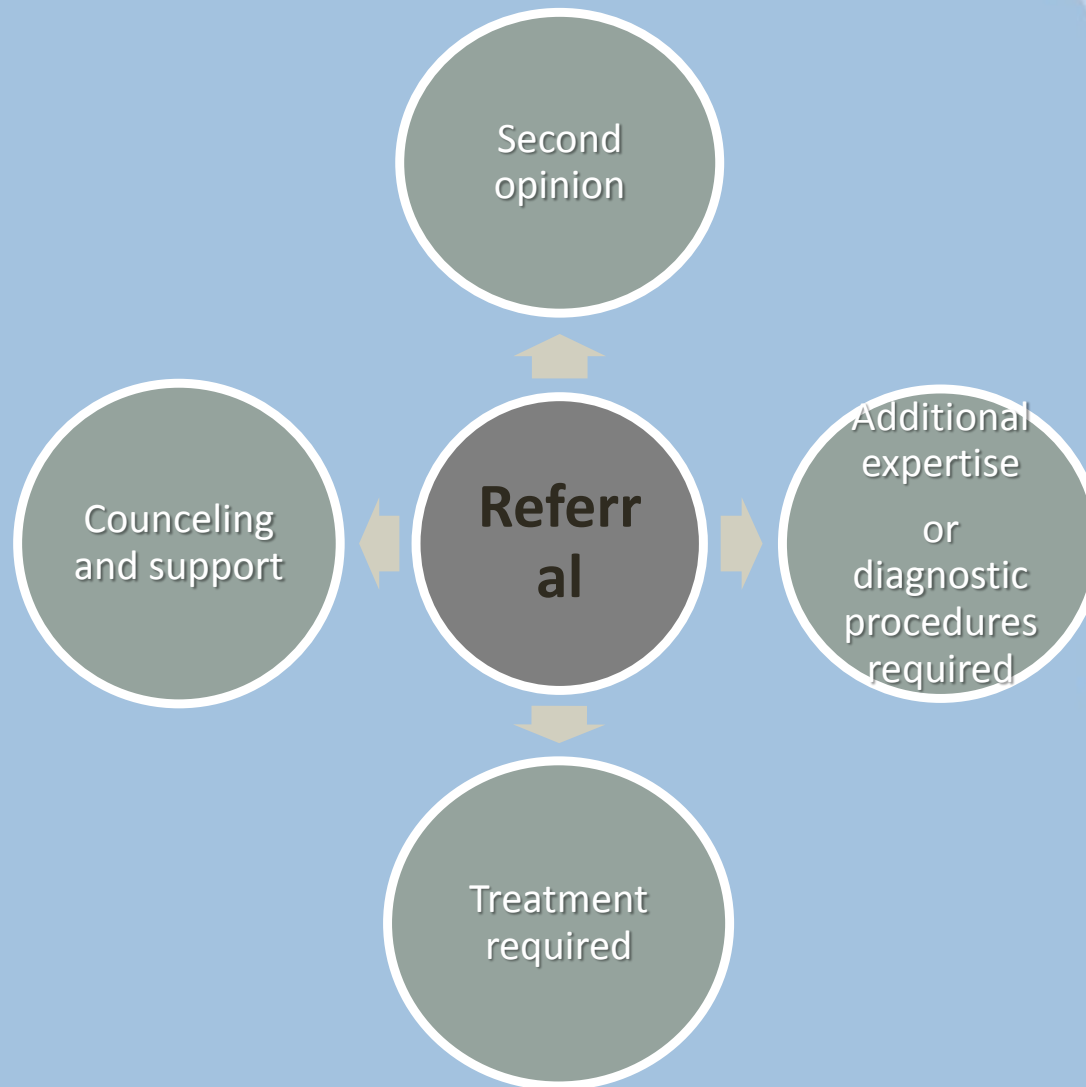 Second
opinion
Additional
expertise
or
diagnostic
procedures
required
Treatment
required
Counceling
and support
Referr
al